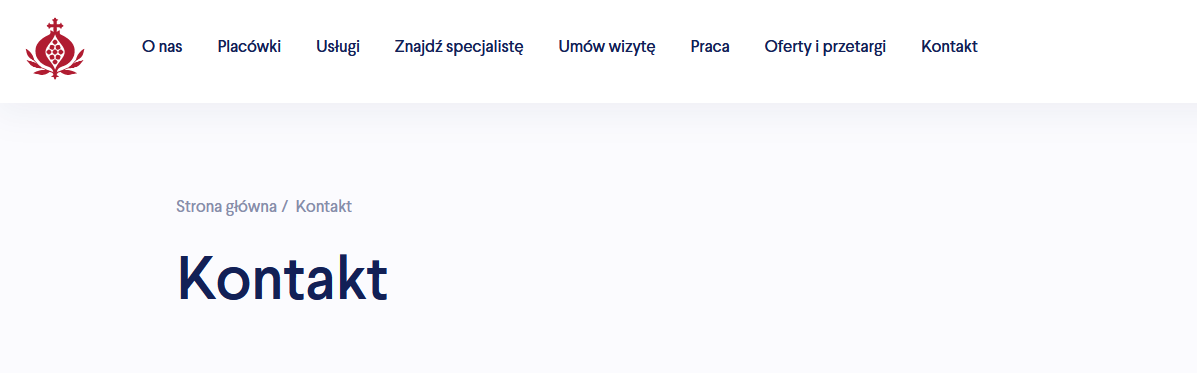 O nas Placówki Usługi Znajdź specjalistę Umów wizytę Praca Oferty i przetargi Kontakt
Strona główna / Kontakt
Kontakt